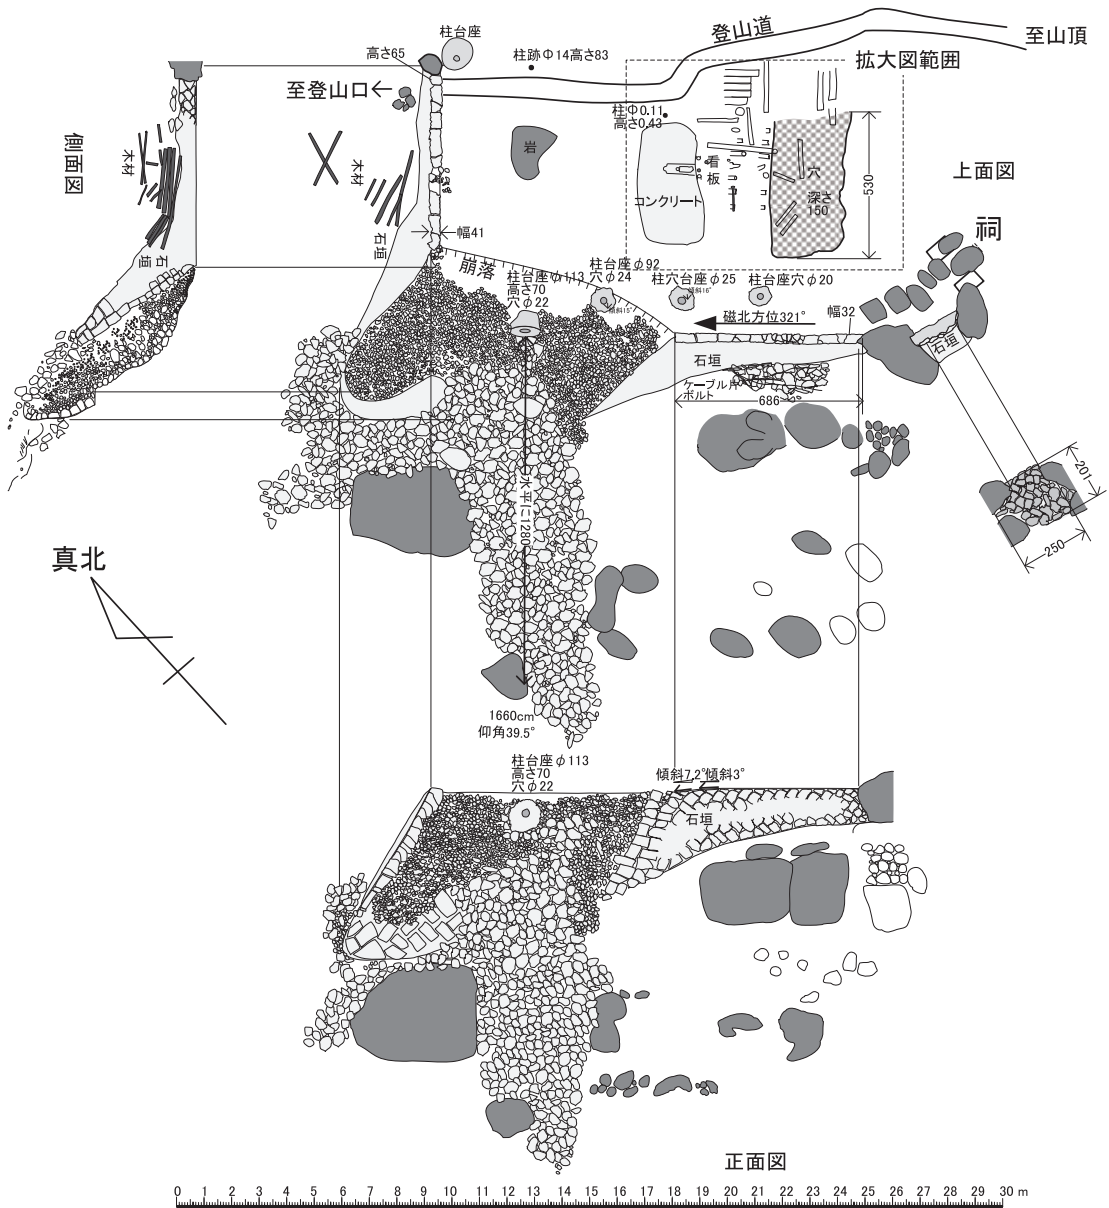 柱台座
高さ65
柱跡Φ14高さ83
登山道
至山頂
拡大図範囲
至登山口←
柱Φ0.11
高さ0.43
側面図
木材
木材
岩
看板
穴
深さ
150
530
コンクリート
上面図
祠
石垣
石垣
幅41
崩落
柱台座φ113
高さ70
穴φ22
柱台座φ92
穴φ24
傾斜15°
柱穴台座φ25
傾斜16°
柱台座穴φ20
磁北方位321°
幅32
石垣
石垣
ケーブル片
ボルト
686
201
250
水平に1280
真北
1660cm
仰角39.5°
柱台座φ113
高さ70
穴φ22
傾斜7.2°
傾斜3°
石垣
正面図
0 1 2 3 4 5 6 7 8 9 10 11 12 13 14 15 16 17 18 19 20 21 22 23 24 25 26 27 28 29 30 m